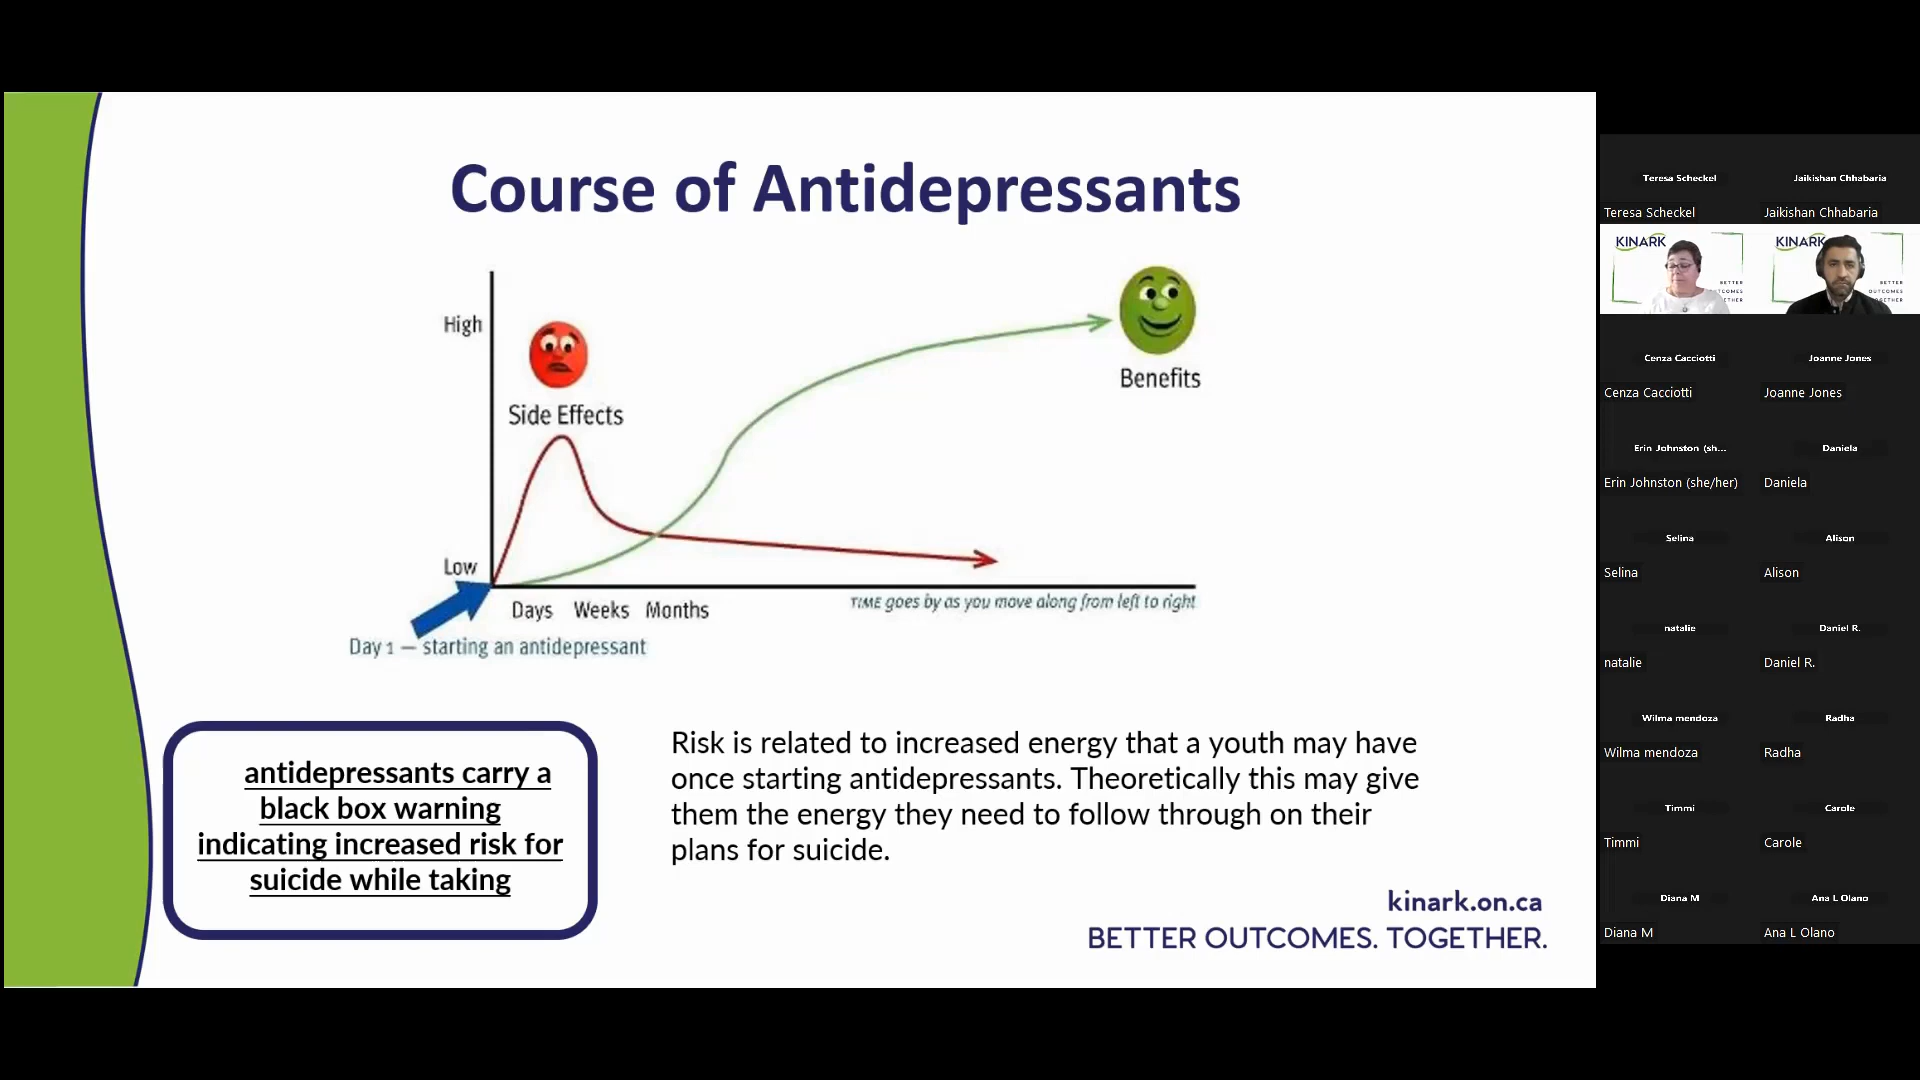 Course of Antidepressants
High
Side Effects
Benefits
Low
Days Weeks Months
TIME goes by as you move along from left to right
Day 1 — starting an antidepressant
antidepressants carry a
black box warning
indicating increased risk for
suicide while taking
Risk is related to increased energy that a youth may have
once starting antidepressants. Theoretically this may give
them the energy they need to follow through on their
plans for suicide.
kinark.on.ca
BETTER OUTCOMES. TOGETHER.
Teresa Scheckel
Teresa Scheckel
Jaikishan Chhabaria
Jaikishan Chhabaria
KINARK
BETTER
KINARK
BETTER
OUTCOMES
Cenza Cacciotti
Cenza Cacciotti
Joanne Jones
Joanne Jones
Erin Johnston (sh...
Erin Johnston (she/her)
Daniela
Daniela
Selina
Selina
Alison
Alison
natalie
natalie
Daniel R.
Daniel R.
Wilma mendoza
Wilma mendoza
Radha
Radha
Timmi
Timmi
Carole
Carole
Diana M
Diana M
Ana L Olano
Ana L Olano